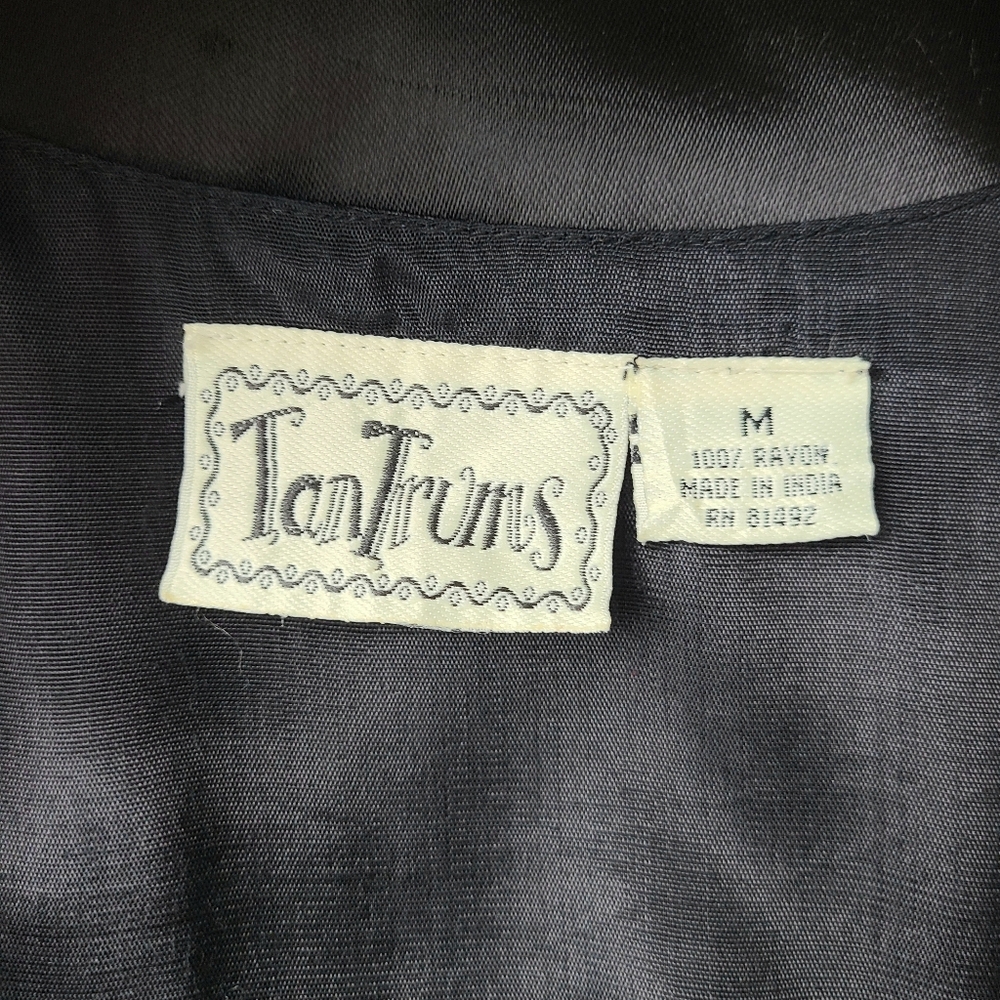 TanTrums
M
100% RAYON
MADE IN INDIA
RN 81492